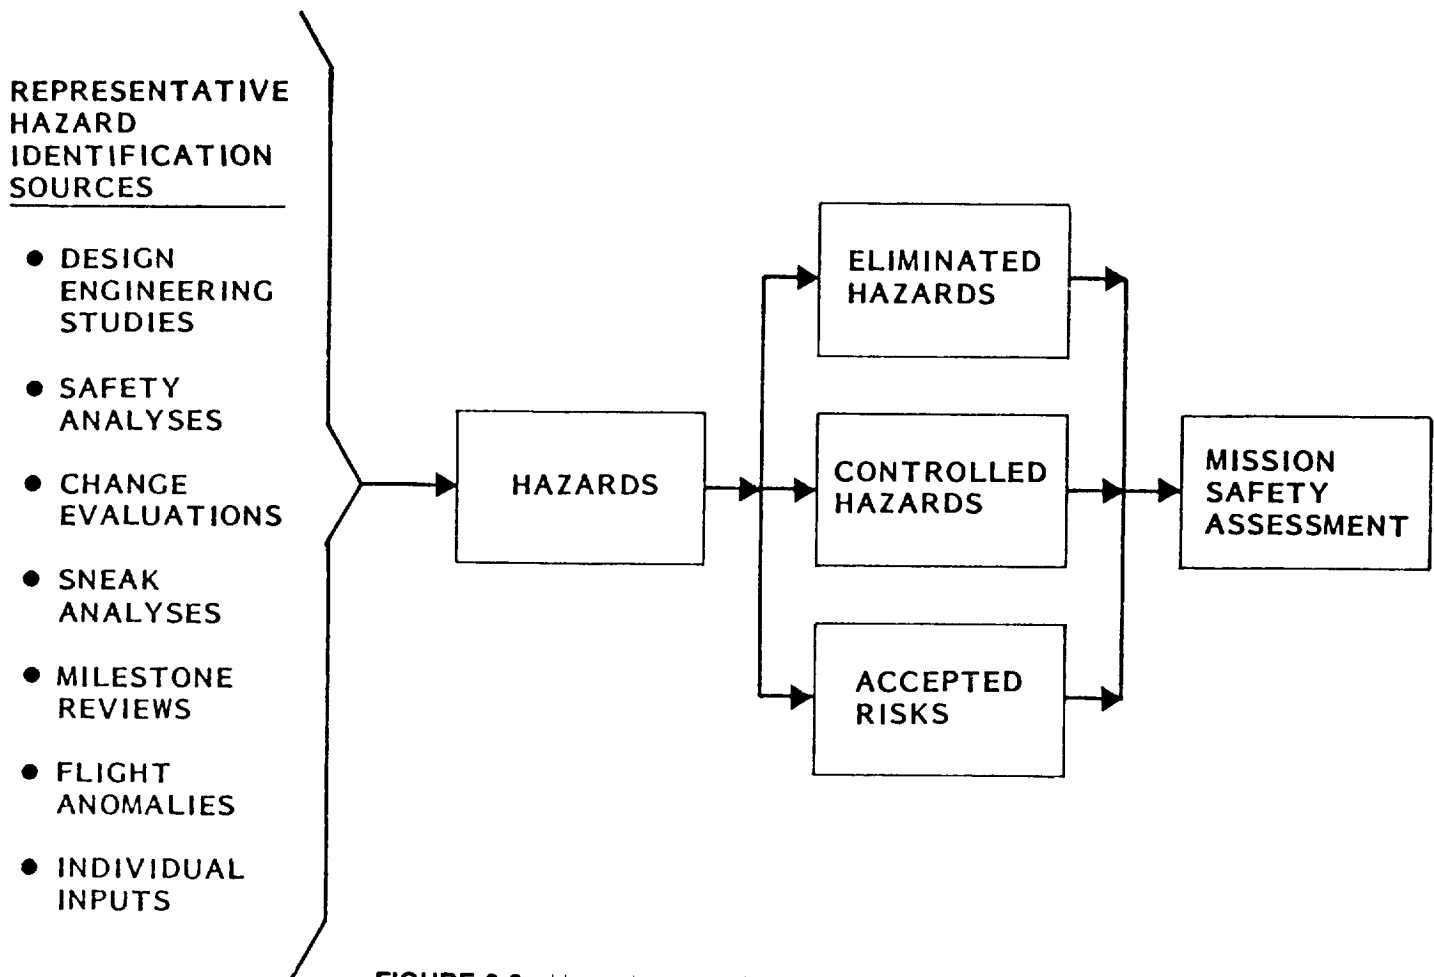 REPRESENTATIVE
HAZARD
IDENTIFICATION
SOURCES
● DESIGN
ENGINEERING
STUDIES
● SAFETY
ANALYSES
● CHANGE
EVALUATIONS
● SNEAK
ANALYSES
● MILESTONE
REVIEWS
● FLIGHT
ANOMALIES
● INDIVIDUAL
INPUTS
HAZARDS
ELIMINATED
HAZARDS
CONTROLLED
HAZARDS
ACCEPTED
RISKS
MISSION
SAFETY
ASSESSMENT
FIGURE